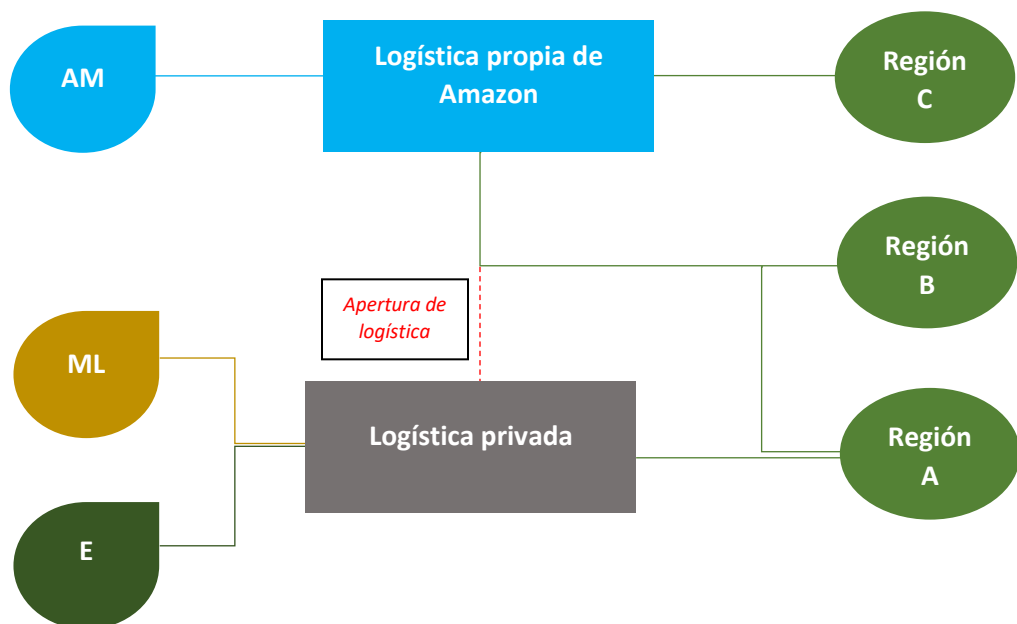 AM
Logística propia de
Amazon
Región
C
Región
B
Apertura de
logística
ML
Logística privada
Región
A
E